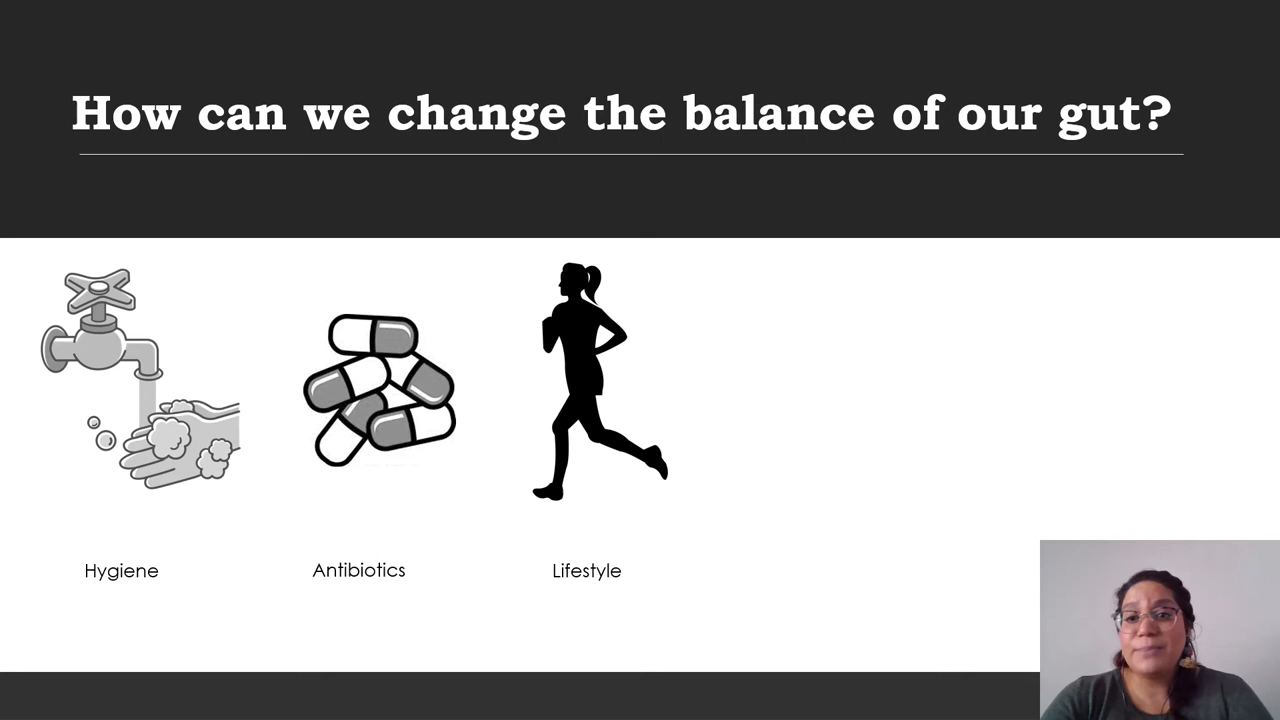 How can we change the balance of our gut?
Hygiene
Antibiotics
Lifestyle